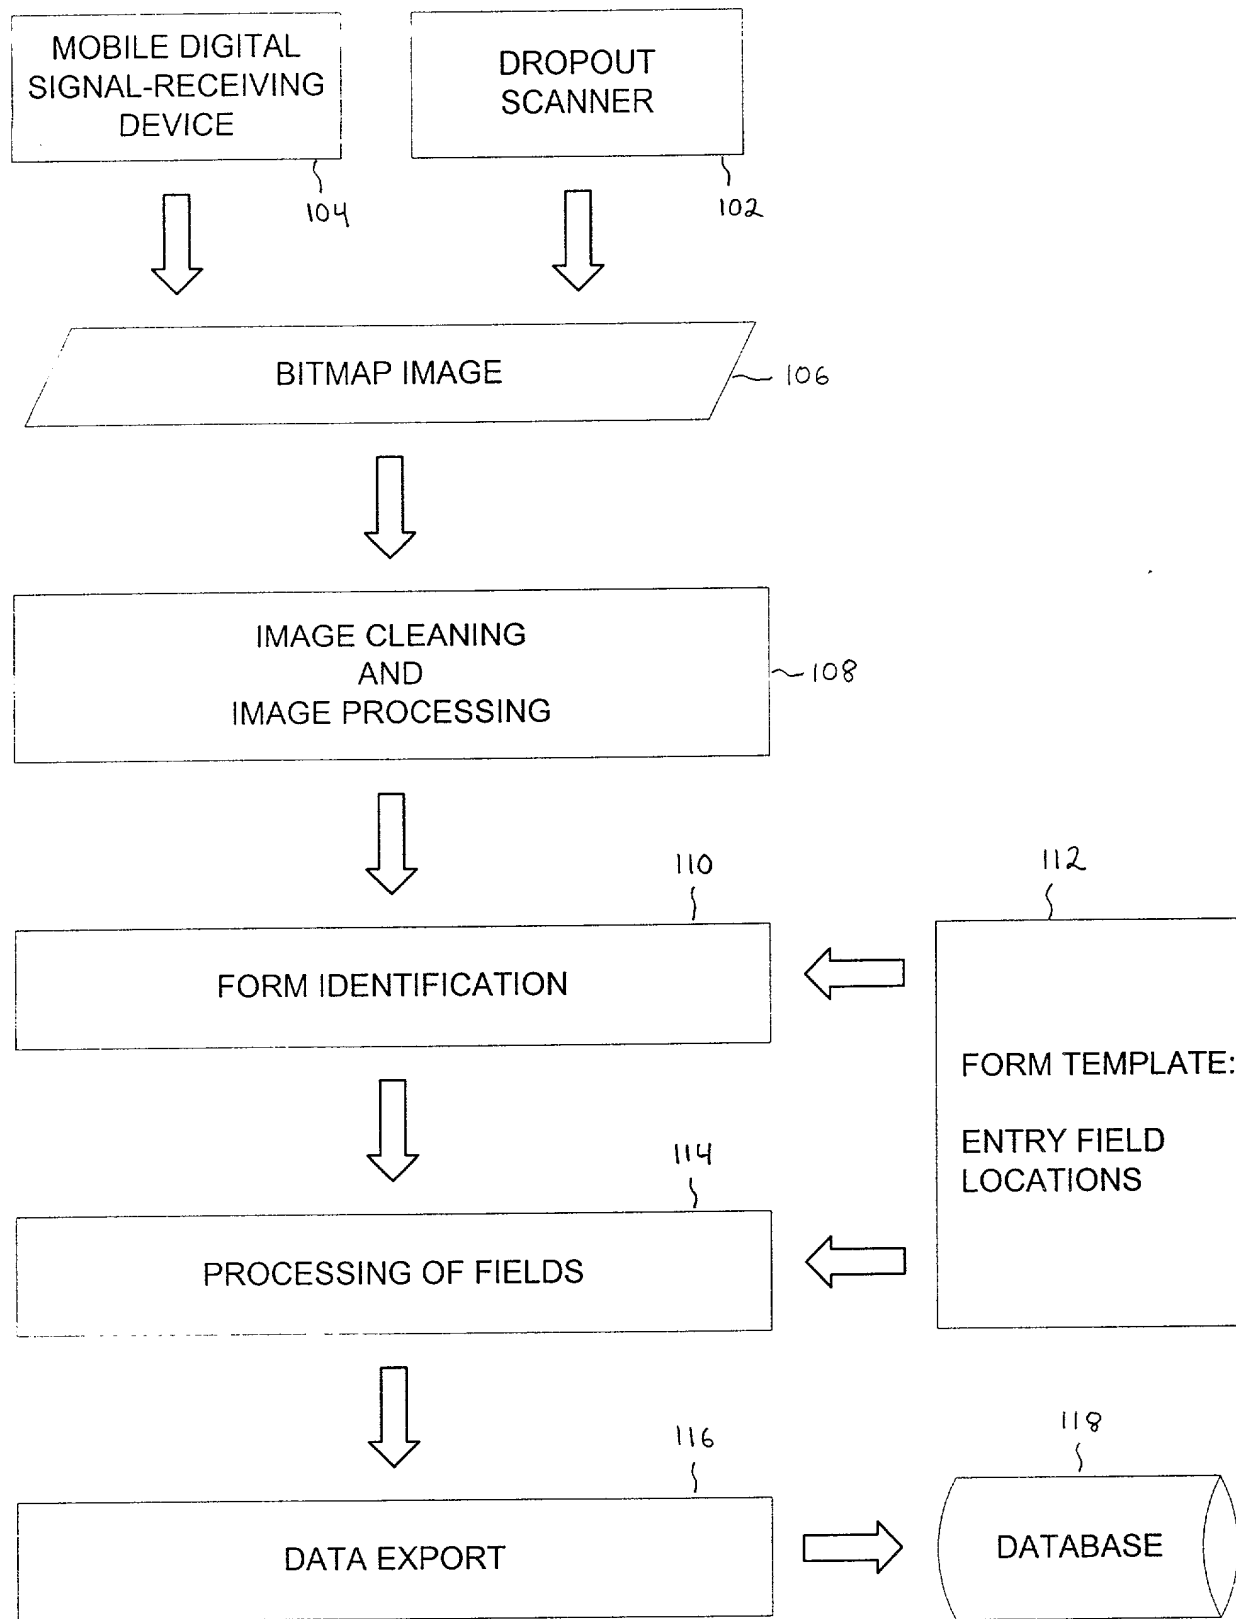 MOBILE DIGITAL
SIGNAL-RECEIVING
DEVICE
104
DROPOUT
SCANNER
102
BITMAP IMAGE
106
IMAGE CLEANING
AND
IMAGE PROCESSING
108
110
FORM IDENTIFICATION
112
FORM TEMPLATE:
ENTRY FIELD
LOCATIONS
114
PROCESSING OF FIELDS
116
DATA EXPORT
118
DATABASE